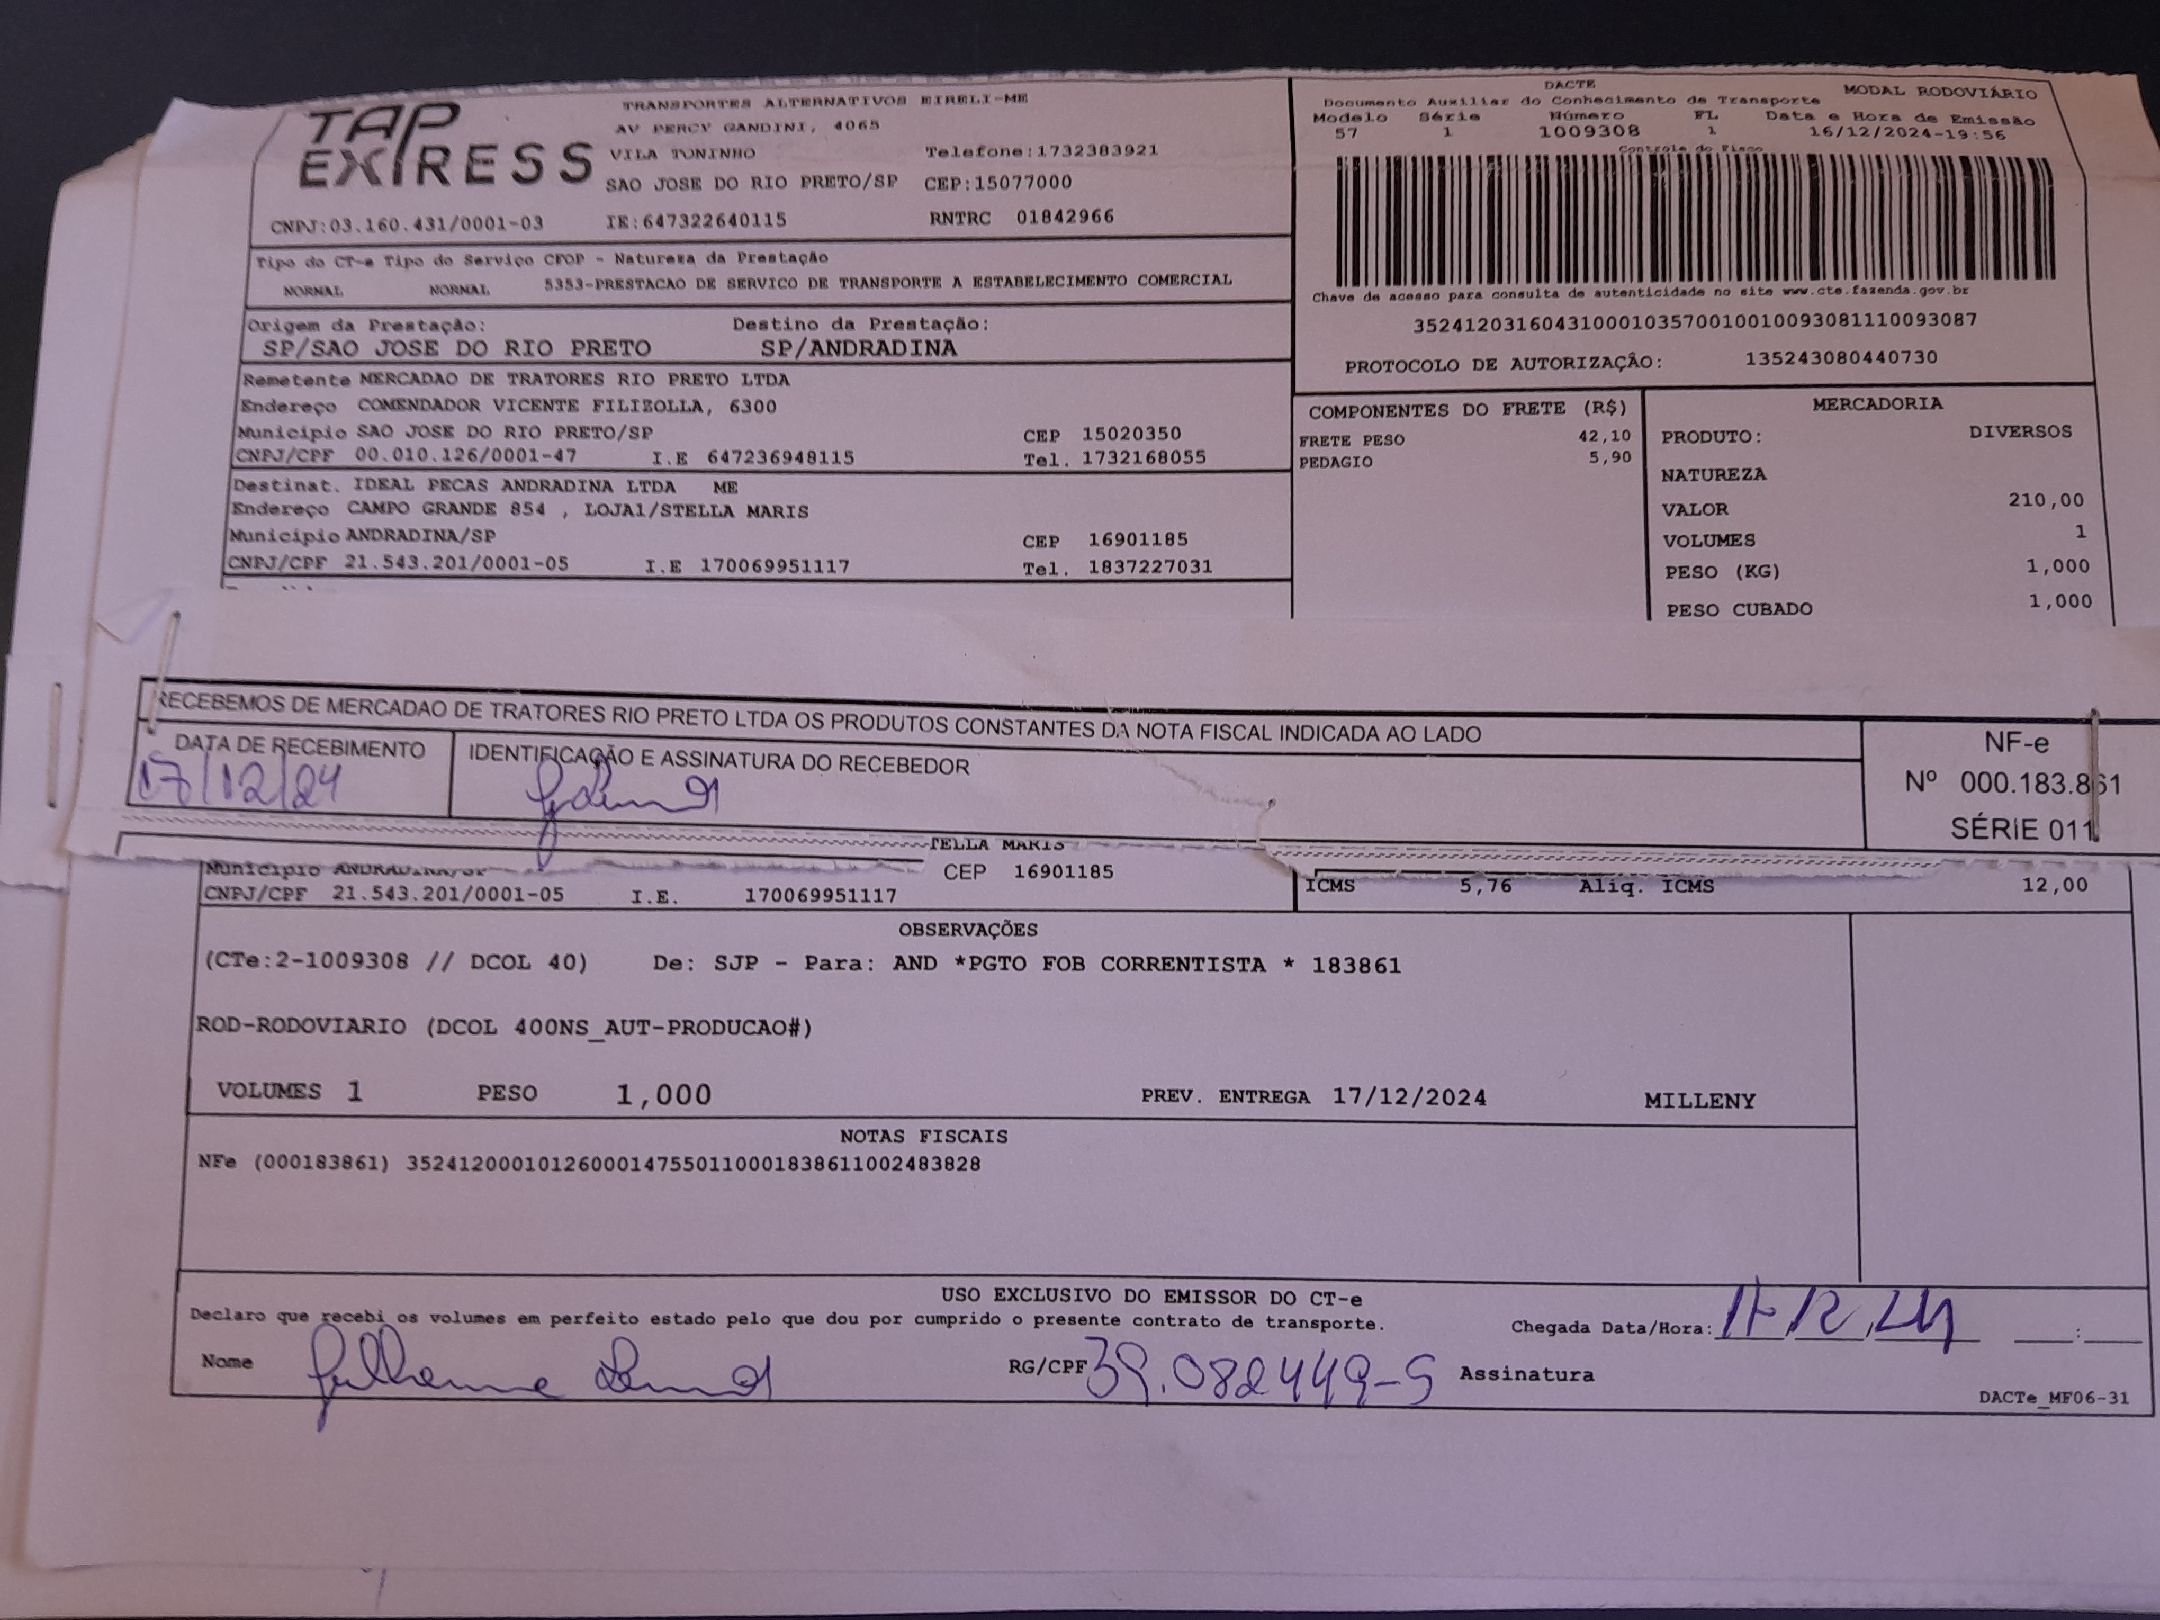 TAP EXPRESS
TRANSPORTES ALTERNATIVOS EIRELI-ME
AV PERCY GANDINI, 4065
VILA TONINHO Telefone:1732383921
SAO JOSE DO RIO PRETO/SP CEP:15077000
CNPJ:03.160.431/0001-03 IE:647322640115 RNTRC 01842966
DACTE MODAL RODOVIÁRIO
Documento Auxiliar do Conhecimento de Transporte
Modelo Série Número FL Data e Hora de Emissão
57 1 1009308 1 16/12/2024-19:56
Controle do Fisco
Chave de acesso para consulta de autenticidade no site www.cte.fazenda.gov.br
35241203160431000103570010010093081110093087
PROTOCOLO DE AUTORIZAÇÃO: 135243080440730
Tipo do CT-e Tipo do Serviço CFOP - Natureza da Prestação
NORMAL NORMAL 5353-PRESTACAO DE SERVICO DE TRANSPORTE A ESTABELECIMENTO COMERCIAL
Origem da Prestação: Destino da Prestação:
SP/SAO JOSE DO RIO PRETO SP/ANDRADINA
Remetente MERCADAO DE TRATORES RIO PRETO LTDA
Endereço COMENDADOR VICENTE FILIZOLLA, 6300
Município SAO JOSE DO RIO PRETO/SP CEP 15020350
CNPJ/CPF 00.010.126/0001-47 I.E 647236948115 Tel. 1732168055
Destinat. IDEAL PECAS ANDRADINA LTDA ME
Endereço CAMPO GRANDE 854 , LOJA1/STELLA MARIS
Município ANDRADINA/SP CEP 16901185
CNPJ/CPF 21.543.201/0001-05 I.E 170069951117 Tel. 1837227031
COMPONENTES DO FRETE (R$)
FRETE PESO 42,10
PEDAGIO 5,90
MERCADORIA
PRODUTO: DIVERSOS
NATUREZA
VALOR 210,00
VOLUMES 1
PESO (KG) 1,000
PESO CUBADO 1,000
RECEBEMOS DE MERCADAO DE TRATORES RIO PRETO LTDA OS PRODUTOS CONSTANTES DA NOTA FISCAL INDICADA AO LADO
DATA DE RECEBIMENTO IDENTIFICAÇÃO E ASSINATURA DO RECEBEDOR
17/12/24
NF-e
Nº 000.183.861
SÉRIE 011
TELLA MARIS
Município ANDRADINA/SP CEP 16901185
CNPJ/CPF 21.543.201/0001-05 I.E. 170069951117
ICMS 5,76 Aliq. ICMS 12,00
OBSERVAÇÕES
(CTe:2-1009308 // DCOL 40) De: SJP - Para: AND *PGTO FOB CORRENTISTA * 183861
ROD-RODOVIARIO (DCOL 400NS_AUT-PRODUCAO#)
VOLUMES 1 PESO 1,000 PREV. ENTREGA 17/12/2024 MILLENY
NOTAS FISCAIS
NFe (000183861) 35241200010126000147550110001838611002483828
USO EXCLUSIVO DO EMISSOR DO CT-e
Declaro que recebi os volumes em perfeito estado pelo que dou por cumprido o presente contrato de transporte.
Chegada Data/Hora: 17 12 24 :
Nome Guilherme RG/CPF 39.082449-5 Assinatura
DACTe_MF06-31